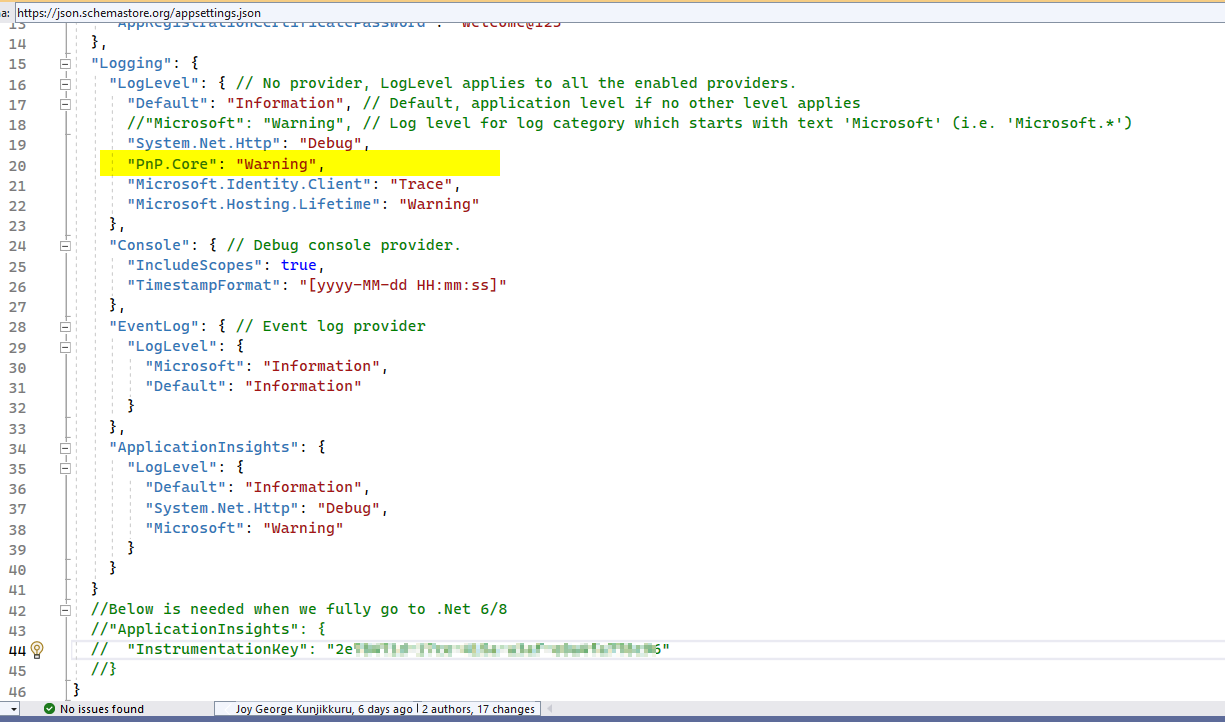 a: https://json.schemastore.org/appsettings.json
13 "AppRegistrationCertificatePassword": "Welcome@123"
14 },
15 "Logging": {
16 "LogLevel": { // No provider, LogLevel applies to all the enabled providers.
17 "Default": "Information", // Default, application level if no other level applies
18 //"Microsoft": "Warning", // Log level for log category which starts with text 'Microsoft' (i.e. 'Microsoft.*')
19 "System.Net.Http": "Debug",
20 "PnP.Core": "Warning",
21 "Microsoft.Identity.Client": "Trace",
22 "Microsoft.Hosting.Lifetime": "Warning"
23 },
24 "Console": { // Debug console provider.
25 "IncludeScopes": true,
26 "TimestampFormat": "[yyyy-MM-dd HH:mm:ss]"
27 },
28 "EventLog": { // Event log provider
29 "LogLevel": {
30 "Microsoft": "Information",
31 "Default": "Information"
32 }
33 },
34 "ApplicationInsights": {
35 "LogLevel": {
36 "Default": "Information",
37 "System.Net.Http": "Debug",
38 "Microsoft": "Warning"
39 }
40 }
41 }
42 //Below is needed when we fully go to .Net 6/8
43 //"ApplicationInsights": {
44 // "InstrumentationKey": "2e 6"
45 //}
46 }
No issues found Joy George Kunjikkuru, 6 days ago | 2 authors, 17 changes